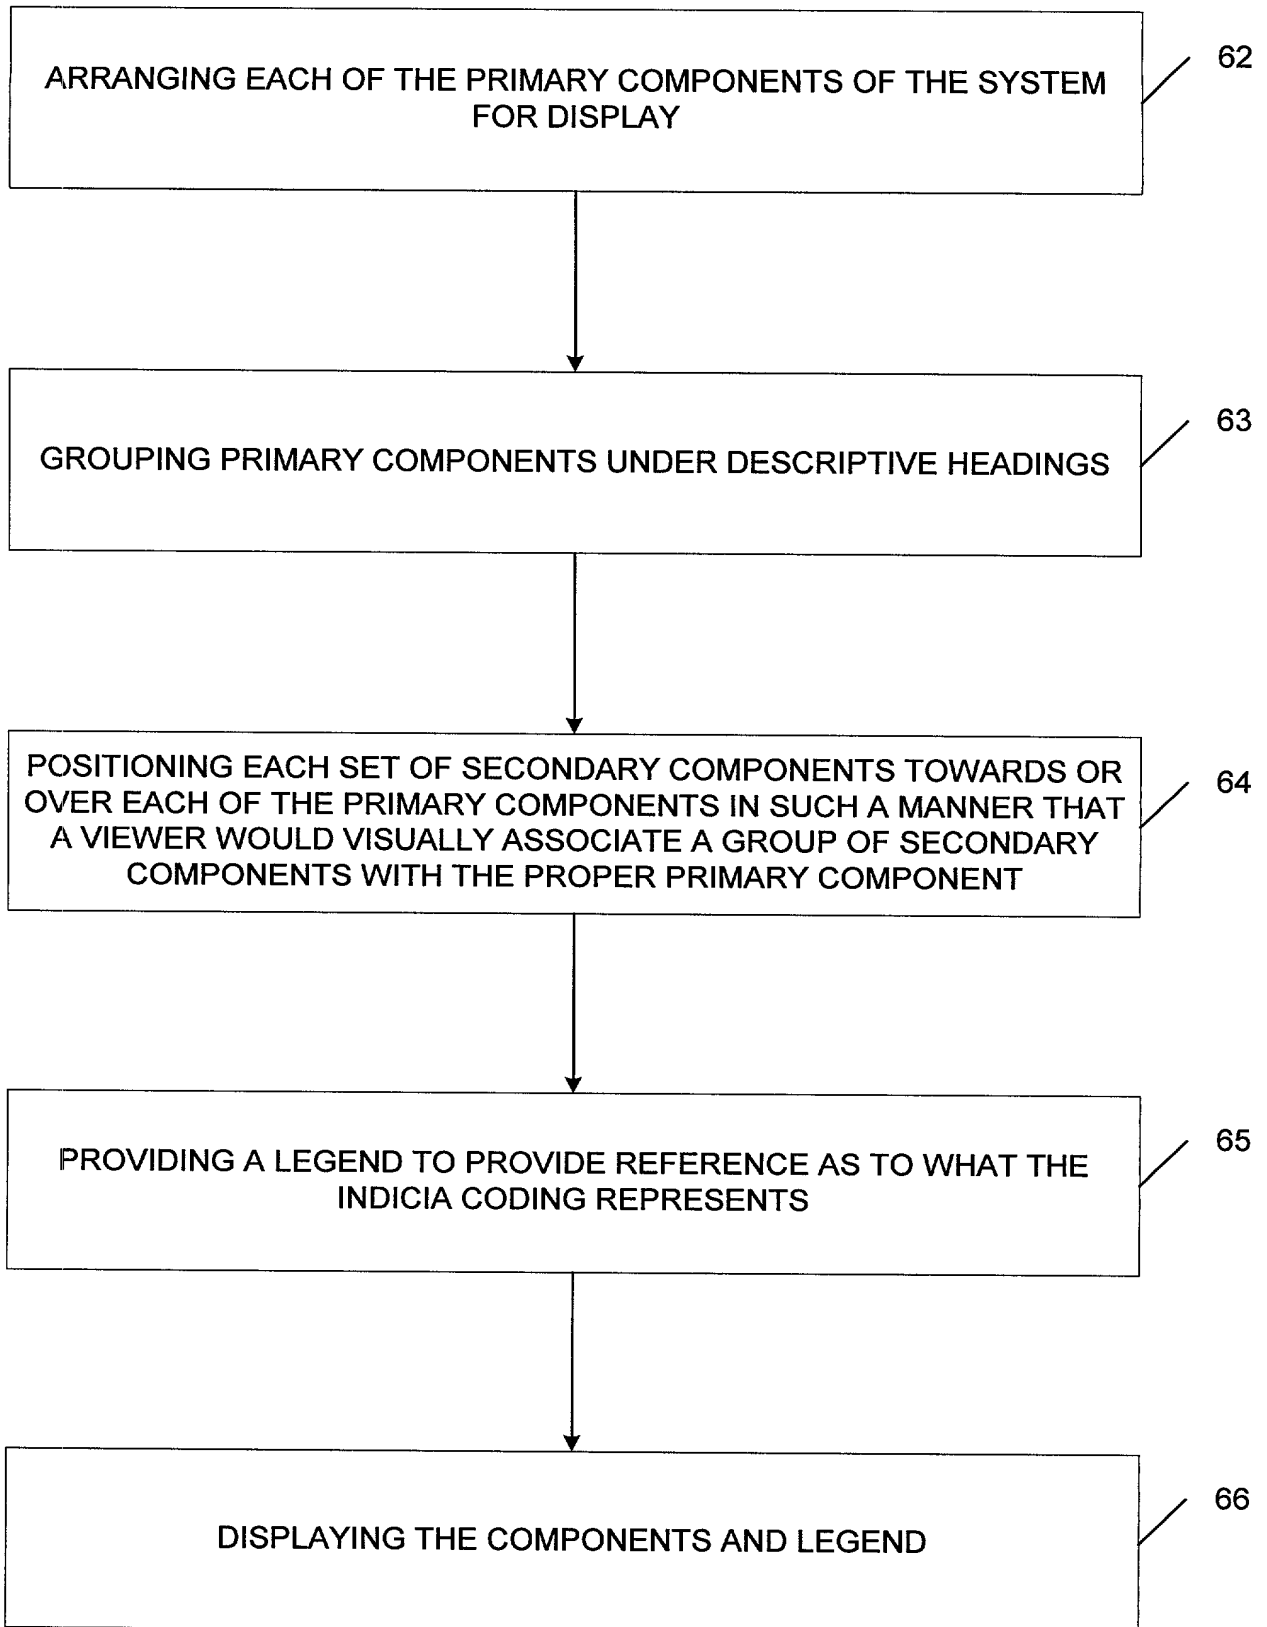 62
ARRANGING EACH OF THE PRIMARY COMPONENTS OF THE SYSTEM
FOR DISPLAY
63
GROUPING PRIMARY COMPONENTS UNDER DESCRIPTIVE HEADINGS
64
POSITIONING EACH SET OF SECONDARY COMPONENTS TOWARDS OR
OVER EACH OF THE PRIMARY COMPONENTS IN SUCH A MANNER THAT
A VIEWER WOULD VISUALLY ASSOCIATE A GROUP OF SECONDARY
COMPONENTS WITH THE PROPER PRIMARY COMPONENT
65
PROVIDING A LEGEND TO PROVIDE REFERENCE AS TO WHAT THE
INDICIA CODING REPRESENTS
66
DISPLAYING THE COMPONENTS AND LEGEND